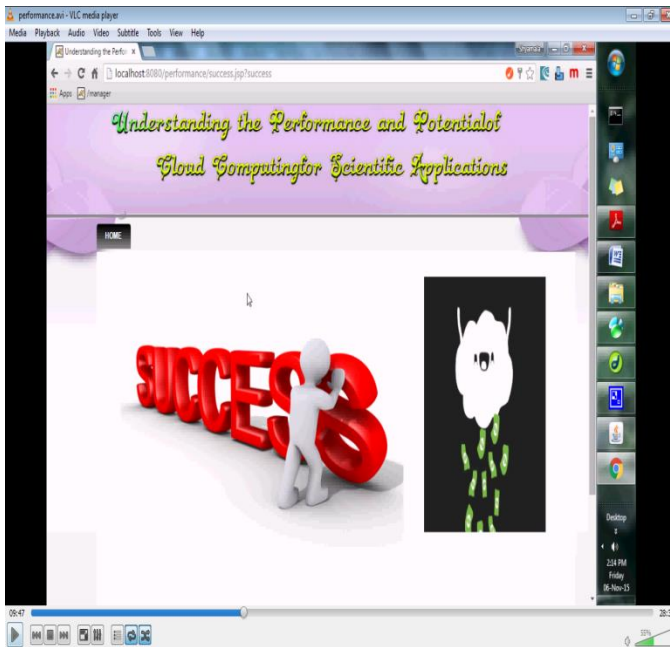 performance.avi - VLC media player
Media Playback Audio Video Subtitle Tools View Help
Understanding the Perfor
localhost:8080/performance/success.jsp?success
Apps /manager
Understanding the Performance and Potentialof
Cloud Computingfor Scientific Applications
HOME
SUCCESS
Desktop
2:14 PM
Friday
06-Nov-15
09:47